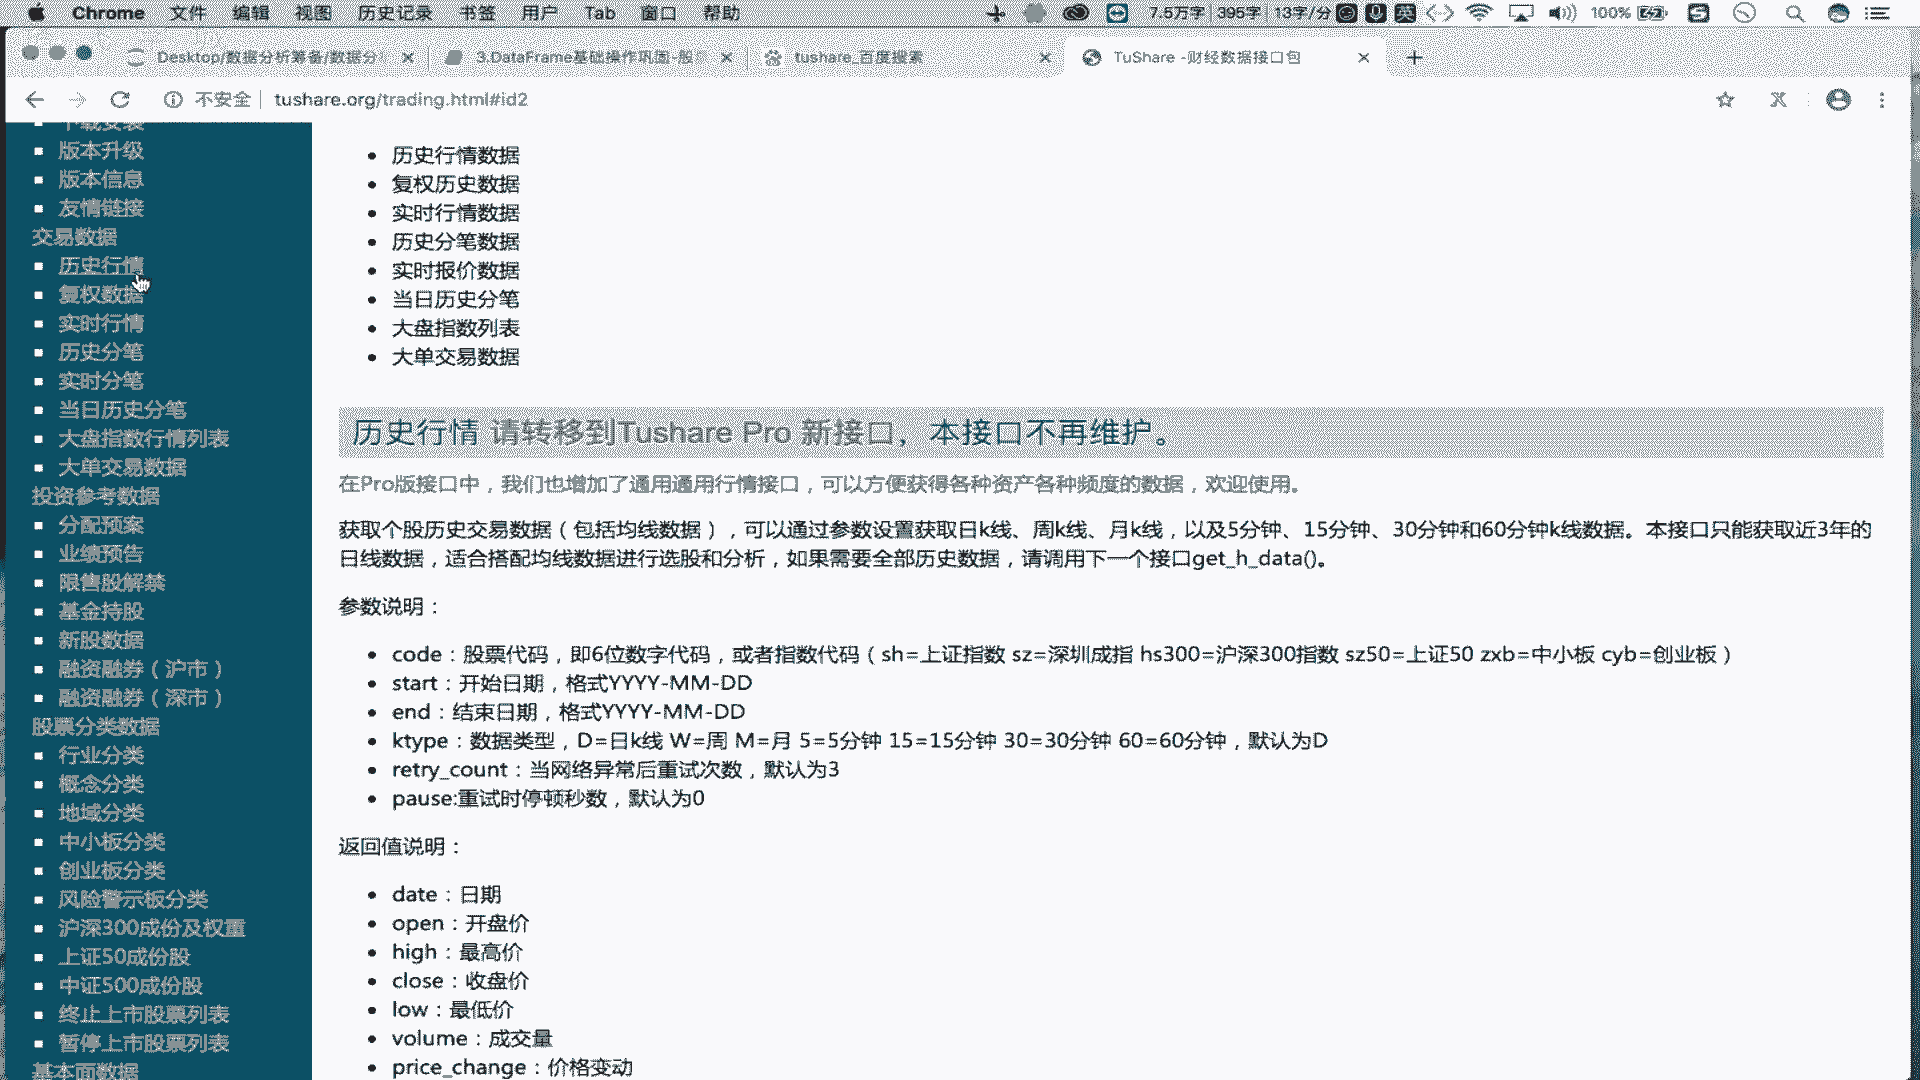 Chrome 文件 编辑 视图 历史记录 书签 用户 Tab 窗口 帮助 7.5万字 395字 13字/分 英 100%
Desktop/数据分析筹备/数据分 3.DataFrame基础操作巩固-股 tushare_百度搜索 TuShare -财经数据接口包
不安全 tushare.org/trading.html#id2
下载安装
版本升级
版本信息
友情链接
交易数据
历史行情
复权数据
实时行情
历史分笔
实时分笔
当日历史分笔
大盘指数行情列表
大单交易数据
投资参考数据
分配预案
业绩预告
限售股解禁
基金持股
新股数据
融资融券（沪市）
融资融券（深市）
股票分类数据
行业分类
概念分类
地域分类
中小板分类
创业板分类
风险警示板分类
沪深300成份及权重
上证50成份股
中证500成份股
终止上市股票列表
暂停上市股票列表
基本面数据
历史行情数据
复权历史数据
实时行情数据
历史分笔数据
实时报价数据
当日历史分笔
大盘指数列表
大单交易数据
历史行情 请转移到Tushare Pro 新接口，本接口不再维护。
在Pro版接口中，我们也增加了通用通用行情接口，可以方便获得各种资产各种频度的数据，欢迎使用。
获取个股历史交易数据（包括均线数据），可以通过参数设置获取日k线、周k线、月k线，以及5分钟、15分钟、30分钟和60分钟k线数据。本接口只能获取近3年的
日线数据，适合搭配均线数据进行选股和分析，如果需要全部历史数据，请调用下一个接口get_h_data()。
参数说明：
code：股票代码，即6位数字代码，或者指数代码（sh=上证指数 sz=深圳成指 hs300=沪深300指数 sz50=上证50 zxb=中小板 cyb=创业板）
start：开始日期，格式YYYY-MM-DD
end：结束日期，格式YYYY-MM-DD
ktype：数据类型，D=日k线 W=周 M=月 5=5分钟 15=15分钟 30=30分钟 60=60分钟，默认为D
retry_count：当网络异常后重试次数，默认为3
pause:重试时停顿秒数，默认为0
返回值说明：
date：日期
open：开盘价
high：最高价
close：收盘价
low：最低价
volume：成交量
price_change：价格变动